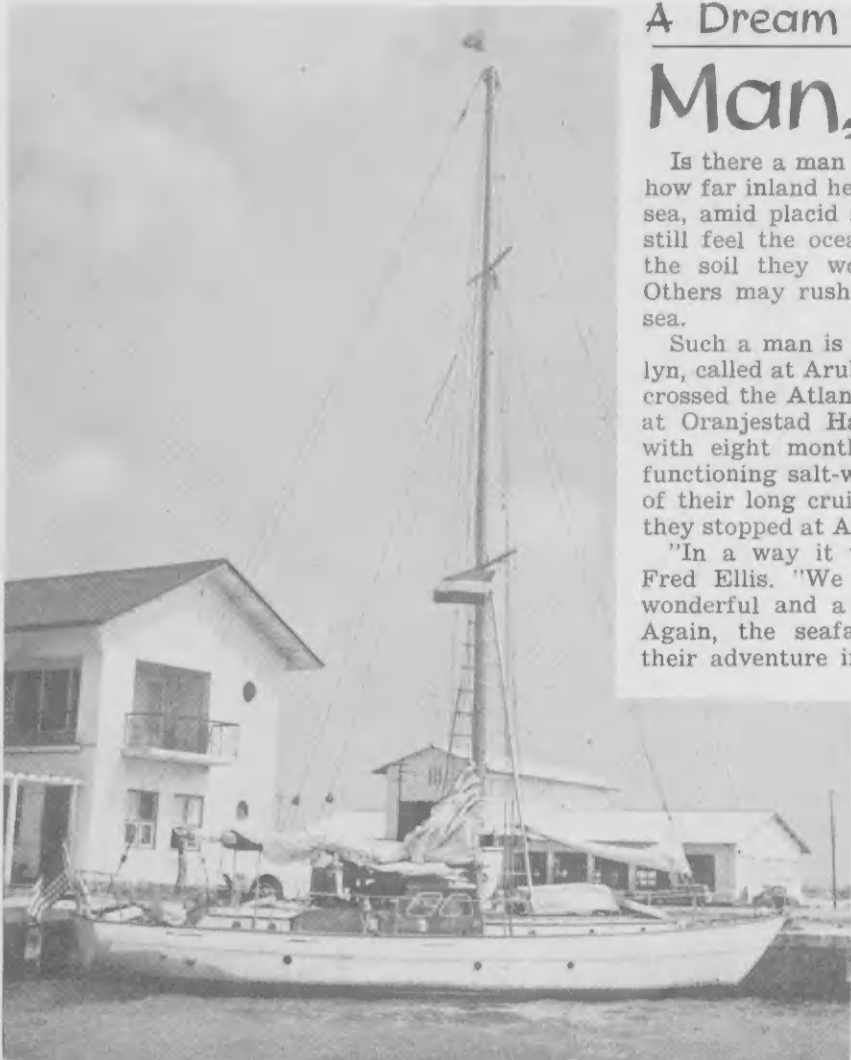 A Dream
Man,
Is there a man
how far inland he
sea, amid placid
still feel the ocea
the soil they wo
Others may rush
sea.
Such a man is
lyn, called at Arul
crossed the Atlan
at Oranjestad Ha
with eight month
functioning salt-w
of their long crui
they stopped at A
"In a way it
Fred Ellis. "We
wonderful and a
Again, the seafa
their adventure i